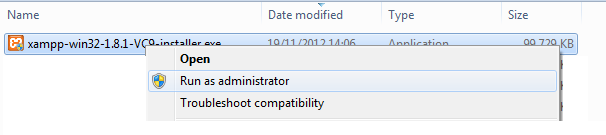 Name Date modified Type Size
xampp-win32-1.8.1-VC9-installer.exe 19/11/2012 14:06 Application 99,729 KB
Open
Run as administrator
Troubleshoot compatibility